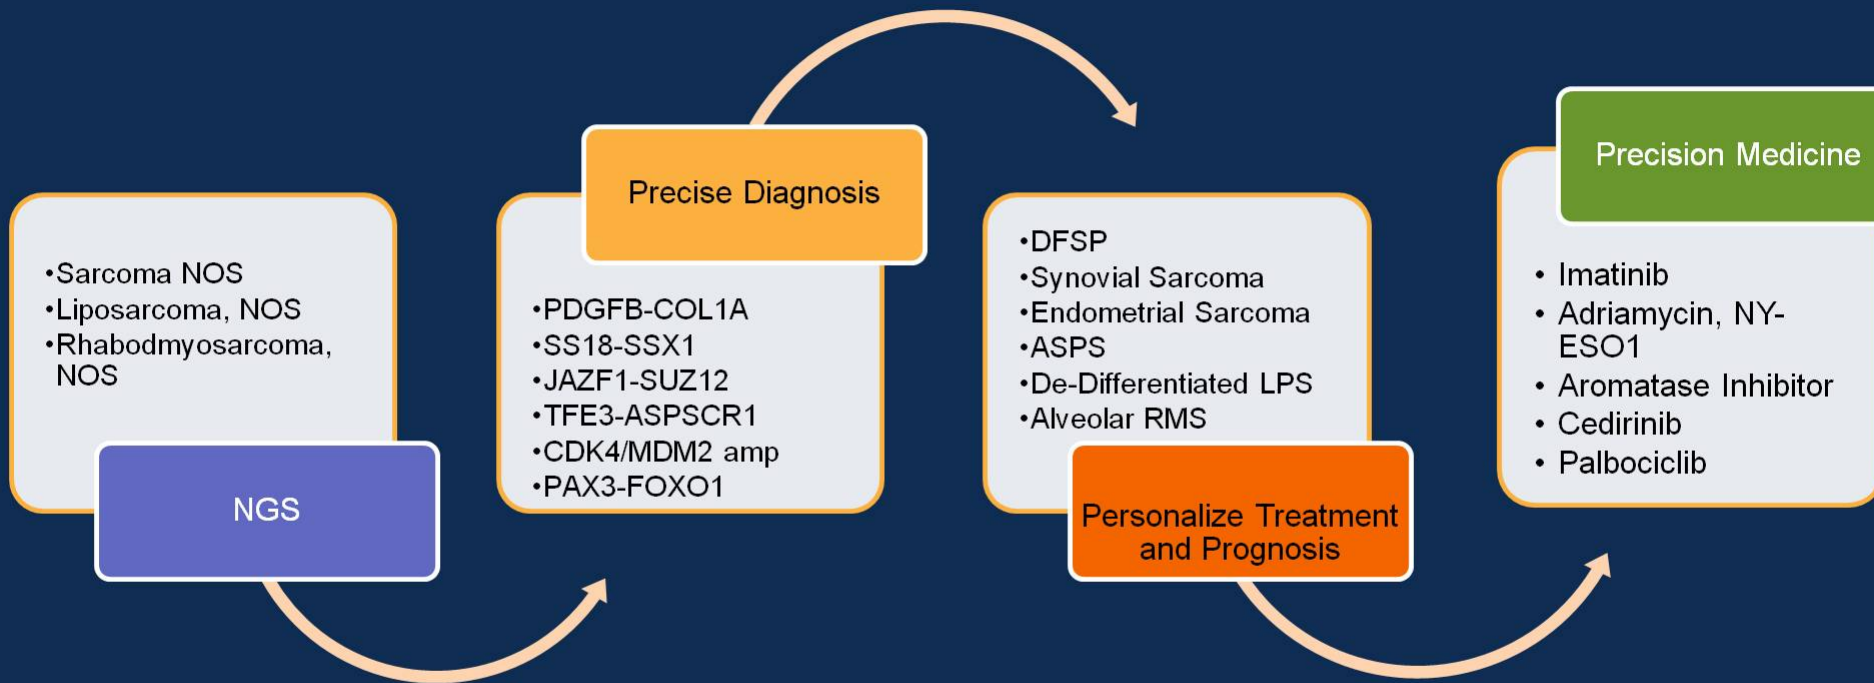 •Sarcoma NOS
•Liposarcoma, NOS
•Rhabodmyosarcoma,
NOS
NGS
Precise Diagnosis
•PDGFB-COL1A
•SS18-SSX1
•JAZF1-SUZ12
•TFE3-ASPSCR1
•CDK4/MDM2 amp
•PAX3-FOXO1
•DFSP
•Synovial Sarcoma
•Endometrial Sarcoma
•ASPS
•De-Differentiated LPS
•Alveolar RMS
Personalize Treatment
and Prognosis
Precision Medicine
• Imatinib
• Adriamycin, NY-
ESO1
• Aromatase Inhibitor
• Cedirinib
• Palbociclib